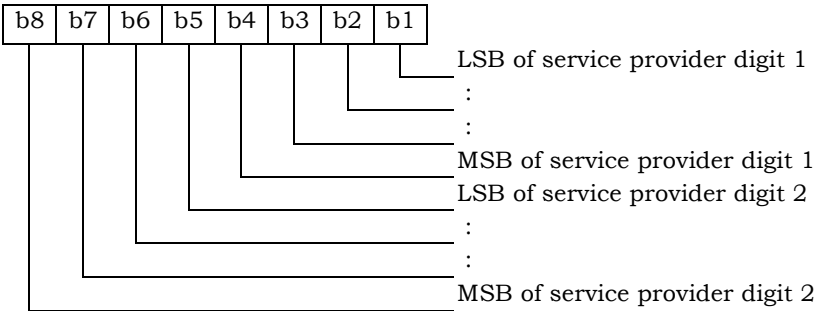 b8 b7 b6 b5 b4 b3 b2 b1
LSB of service provider digit 1
:
:
MSB of service provider digit 1
LSB of service provider digit 2
:
:
MSB of service provider digit 2